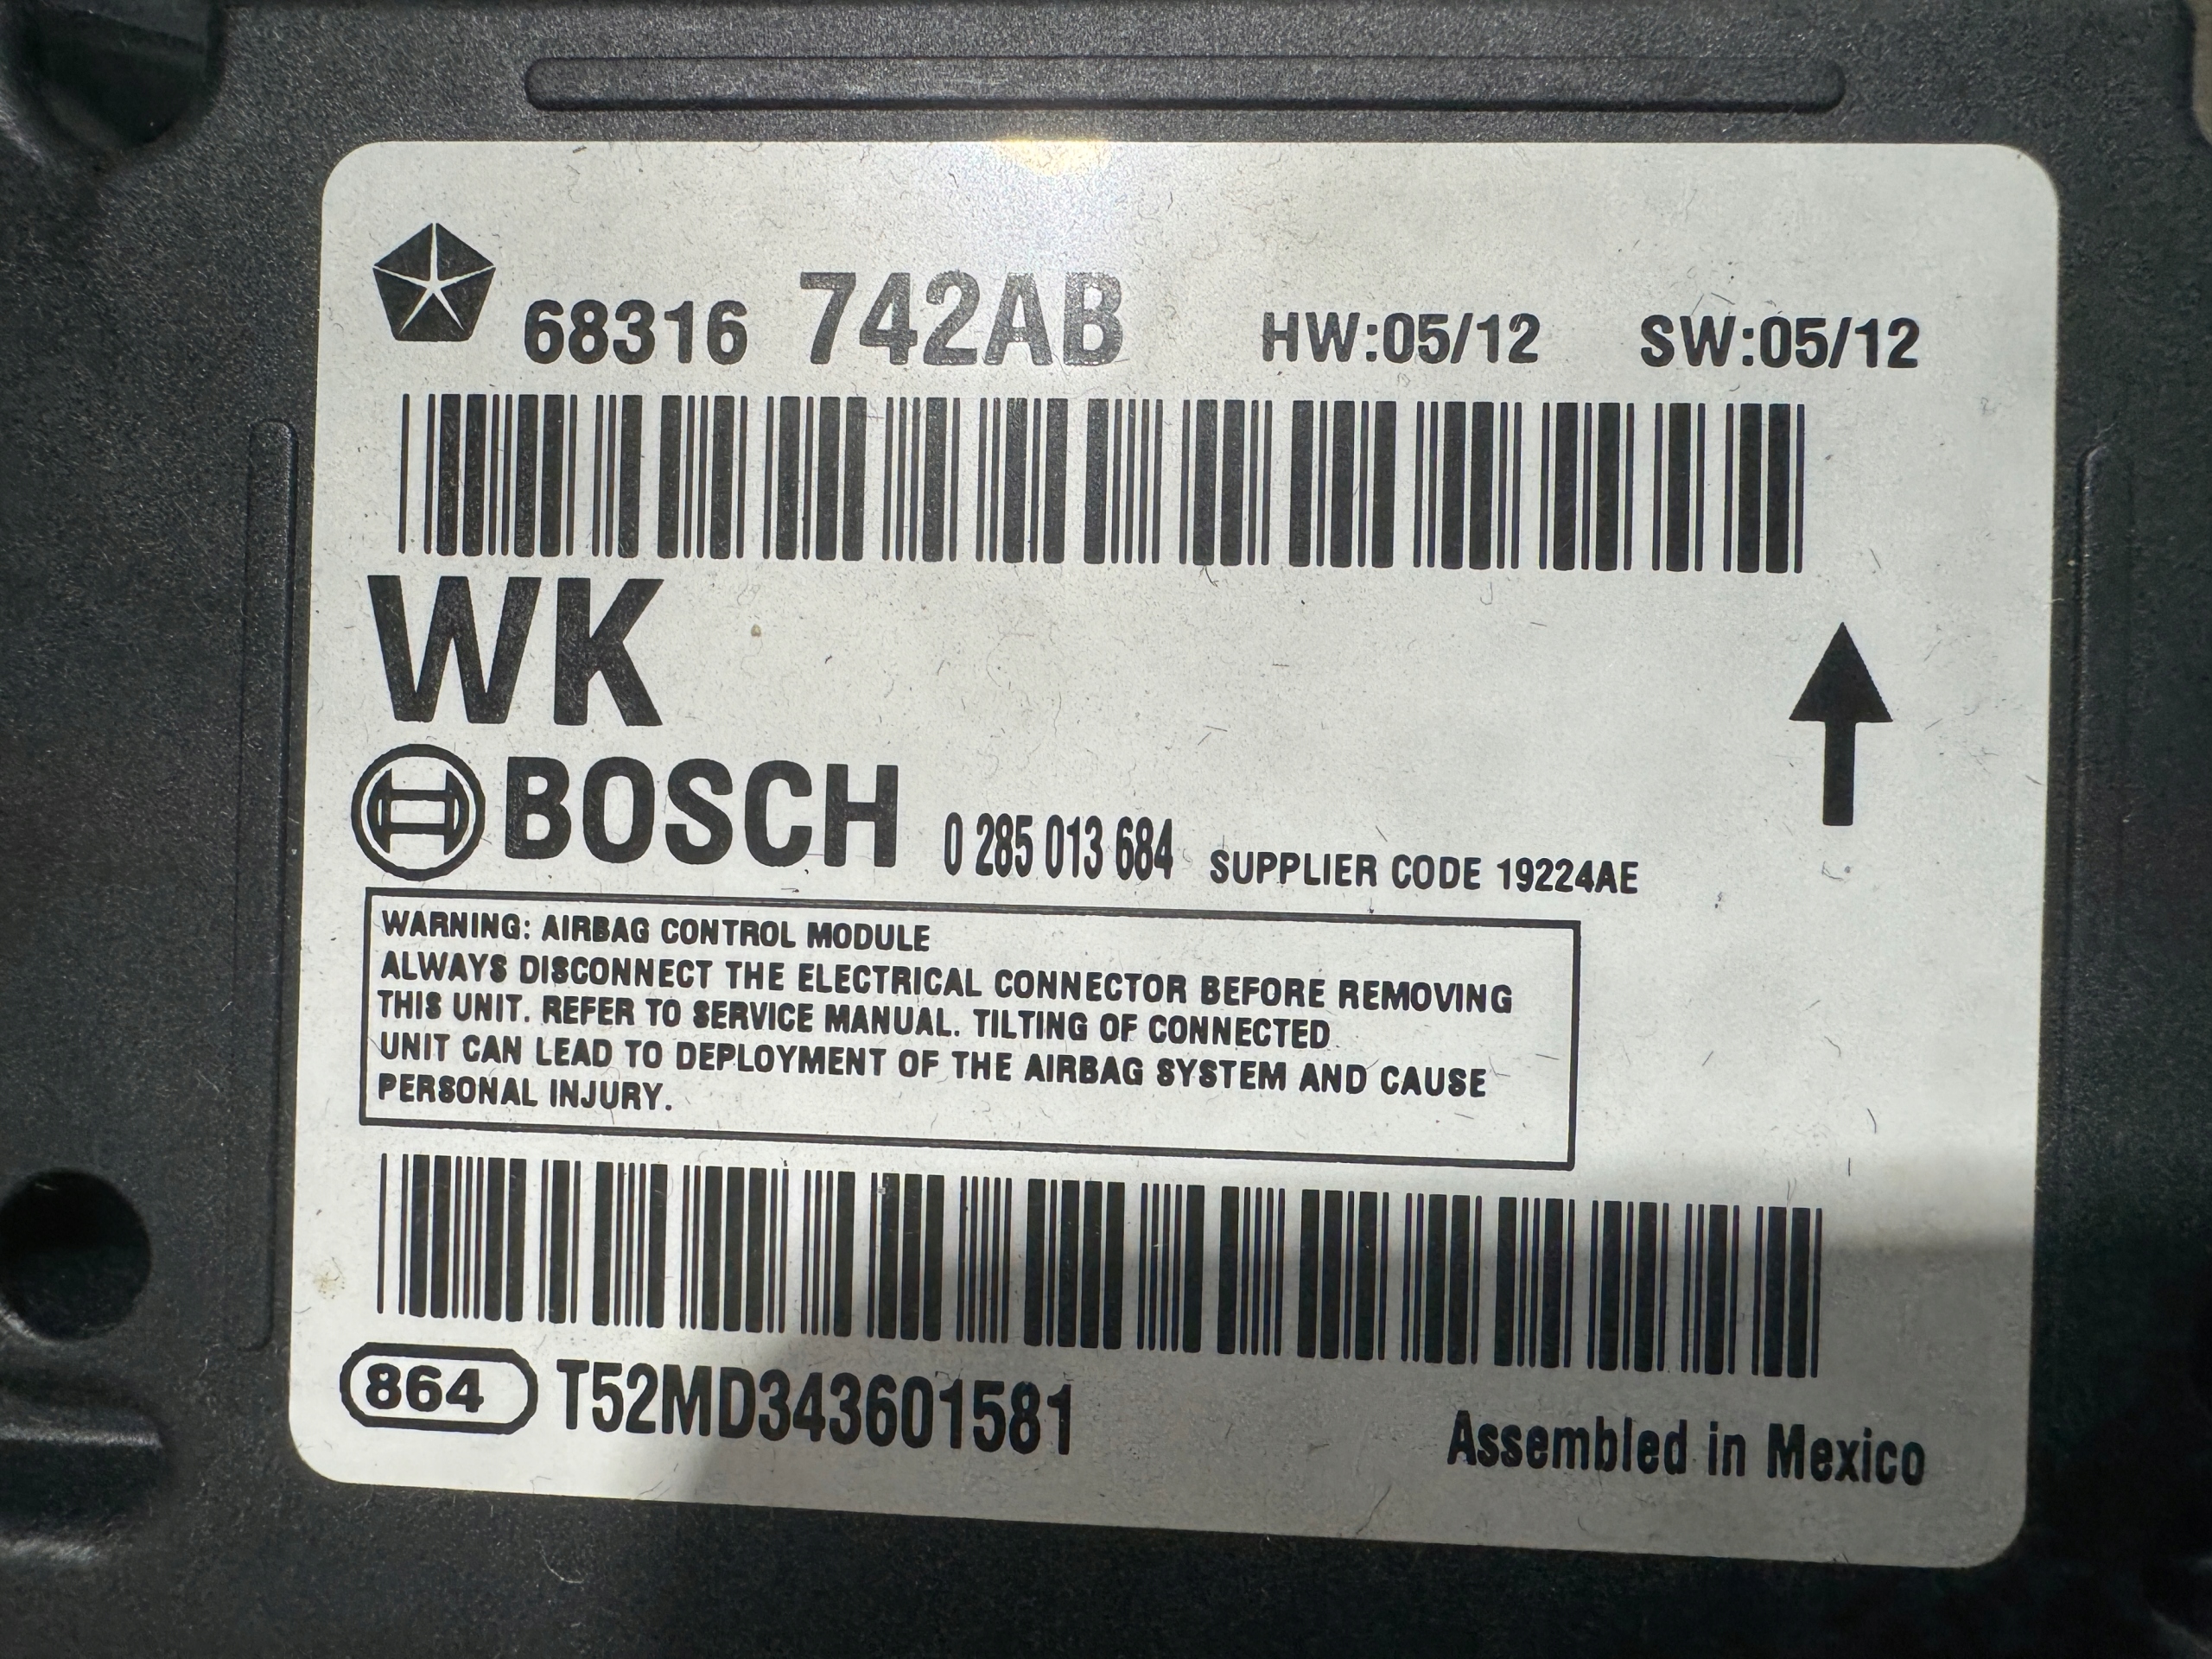 68316 742AB HW:05/12 SW:05/12
WK
BOSCH 0 285 013 684 SUPPLIER CODE 19224AE
WARNING: AIRBAG CONTROL MODULE
ALWAYS DISCONNECT THE ELECTRICAL CONNECTOR BEFORE REMOVING
THIS UNIT. REFER TO SERVICE MANUAL. TILTING OF CONNECTED
UNIT CAN LEAD TO DEPLOYMENT OF THE AIRBAG SYSTEM AND CAUSE
PERSONAL INJURY.
864 T52MD343601581
Assembled in Mexico